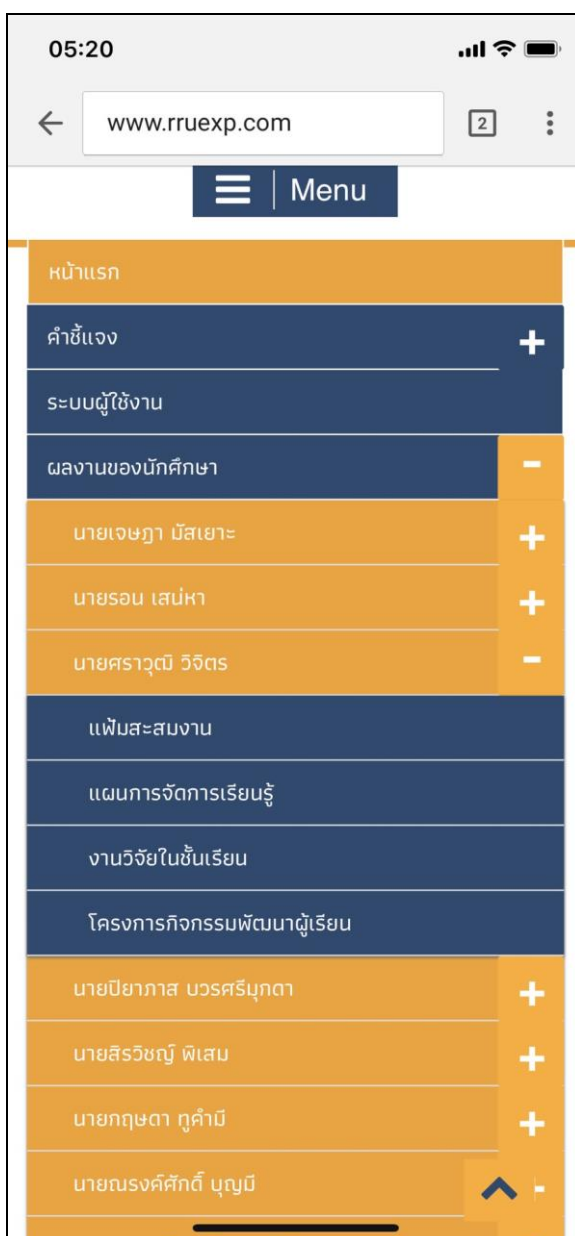 05:20
www.rruexp.com
2
Menu
หน้าแรก
คำชี้แจง
ระบบผู้ใช้งาน
ผลงานของนักศึกษา
นายเจษฎา มัสเยาะ
นายรอน เสน่หา
นายศราวุฒิ วิจิตร
แฟ้มสะสมงาน
แผนการจัดการเรียนรู้
งานวิจัยในชั้นเรียน
โครงการกิจกรรมพัฒนาผู้เรียน
นายปิยาภาส บวรศรีมุกดา
นายสิรวิชญ์ พิเสม
นายกฤษดา ทูคำมี
นายณรงค์ศักดิ์ บุญมี